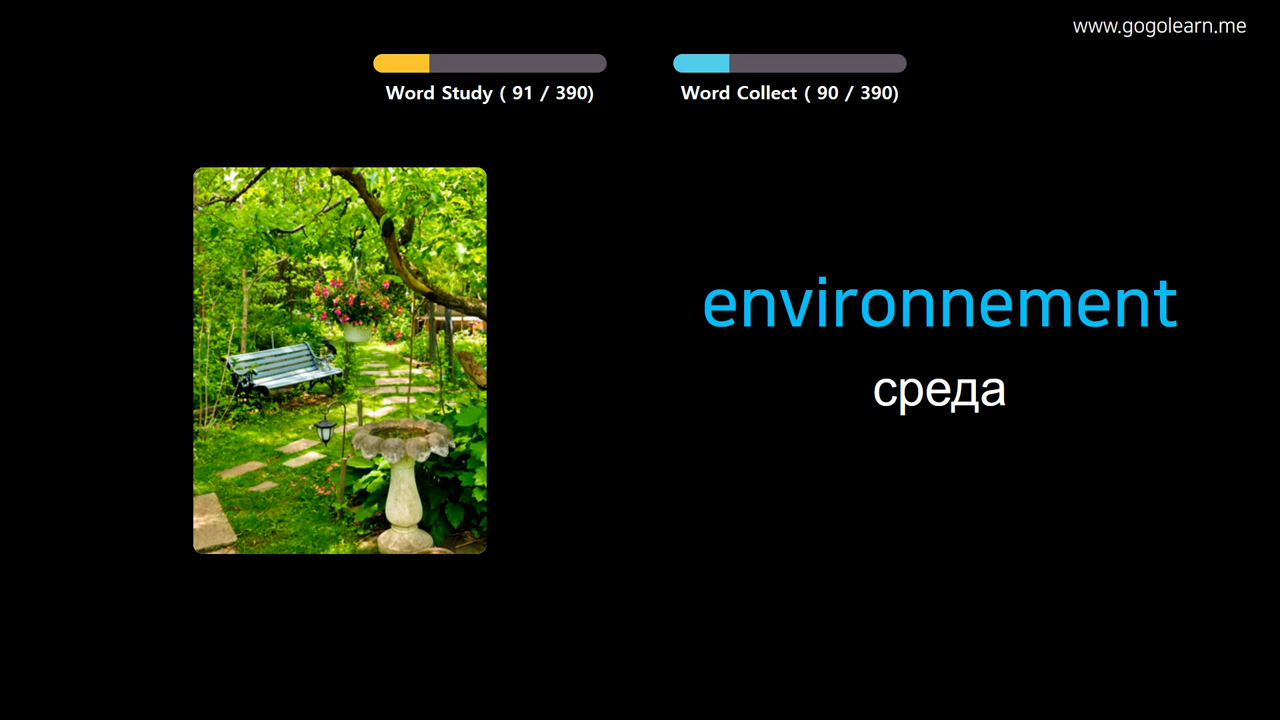 www.gogolearn.me
Word Study ( 91 / 390)
Word Collect ( 90 / 390)
environnement
среда